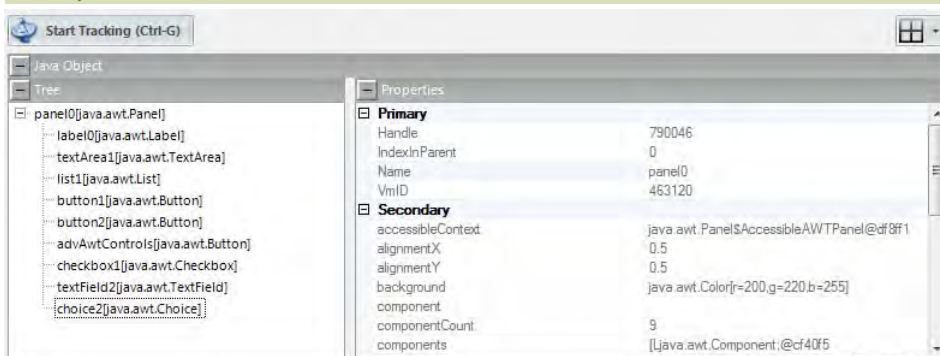 Start Tracking (Ctrl-G)
Java Object
Tree
panel0[java.awt.Panel]
label0[java.awt.Label]
textArea1[java.awt.TextArea]
list1[java.awt.List]
button1[java.awt.Button]
button2[java.awt.Button]
advAwtControls[java.awt.Button]
checkbox1[java.awt.Checkbox]
textField2[java.awt.TextField]
choice2[java.awt.Choice]
Properties
Primary
Handle 790046
IndexInParent 0
Name panel0
VmID 463120
Secondary
accessibleContext java.awt.Panel$AccessibleAWTPanel@df8ff1
alignmentX 0.5
alignmentY 0.5
background java.awt.Color[r=200,g=220,b=255]
component
componentCount 9
components [Ljava.awt.Component;@cf40f5